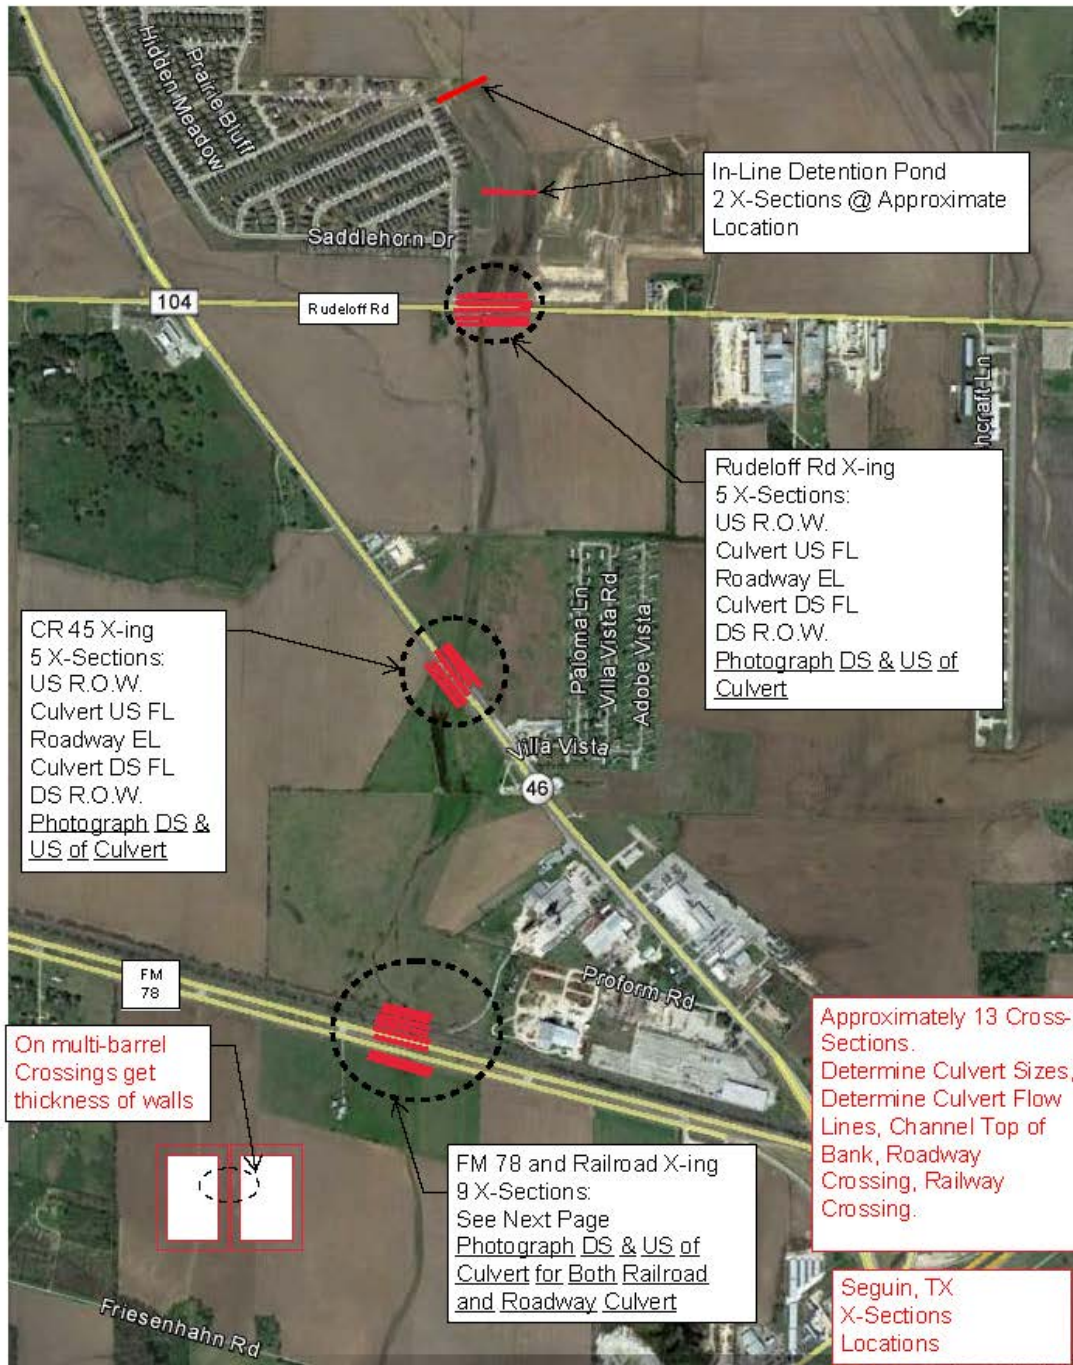 Hidden Meadow
Prairie Bluff
Saddlehorn Dr
In-Line Detention Pond
2 X-Sections @ Approximate
Location
104
Rudeloff Rd
hcraft Ln
Rudeloff Rd X-ing
5 X-Sections:
US R.O.W.
Culvert US FL
Roadway EL
Culvert DS FL
DS R.O.W.
Photograph DS & US of
Culvert
CR 45 X-ing
5 X-Sections:
US R.O.W.
Culvert US FL
Roadway EL
Culvert DS FL
DS R.O.W.
Photograph DS &
US of Culvert
Paloma Ln
Villa Vista Rd
Adobe Vista
Villa Vista
46
FM
78
Proform Rd
On multi-barrel
Crossings get
thickness of walls
Approximately 13 Cross-
Sections.
Determine Culvert Sizes,
Determine Culvert Flow
Lines, Channel Top of
Bank, Roadway
Crossing, Railway
Crossing.
FM 78 and Railroad X-ing
9 X-Sections:
See Next Page
Photograph DS & US of
Culvert for Both Railroad
and Roadway Culvert
Seguin, TX
X-Sections
Locations
Friesenhahn Rd